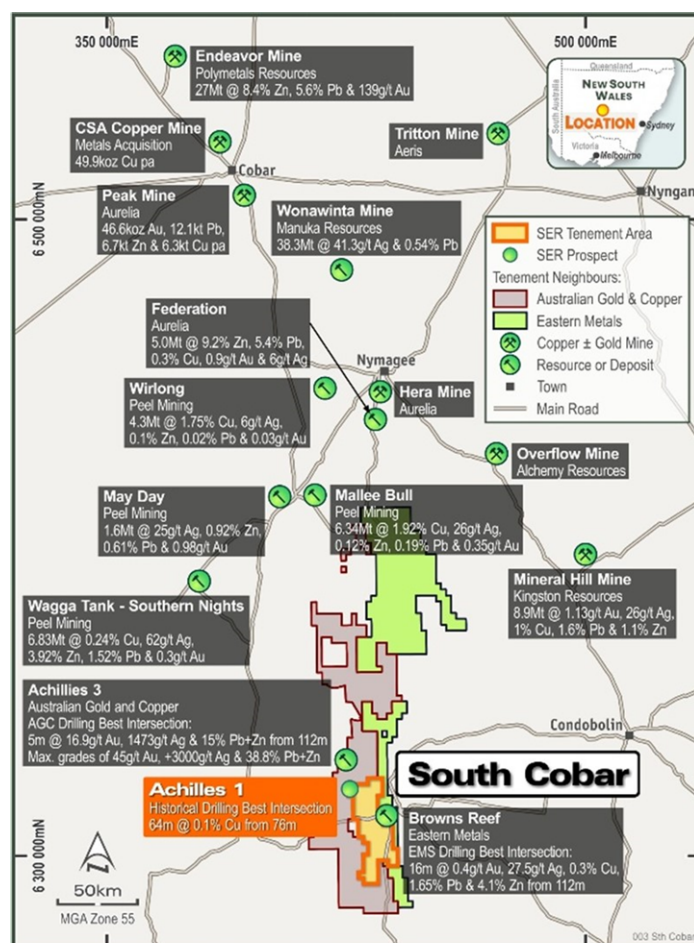 350 000mE
500 000mE
Endeavor Mine
Polymetals Resources
27Mt @ 8.4% Zn, 5.6% Pb & 139g/t Au
Queensland
South Australia
NEW SOUTH
WALES
LOCATION
Sydney
Victoria
Melbourne
CSA Copper Mine
Metals Acquisition
49.9koz Cu pa
Tritton Mine
Aeris
Cobar
Nyngan
Peak Mine
Aurelia
46.6koz Au, 12.1kt Pb,
6.7kt Zn & 6.3kt Cu pa
6 500 000mN
Wonawinta Mine
Manuka Resources
38.3Mt @ 41.3g/t Ag & 0.54% Pb
SER Tenement Area
SER Prospect
Tenement Neighbours:
Australian Gold & Copper
Eastern Metals
Copper ± Gold Mine
Resource or Deposit
Town
Main Road
Federation
Aurelia
5.0Mt @ 9.2% Zn, 5.4% Pb,
0.3% Cu, 0.9g/t Au & 6g/t Ag
Nymagee
Wirlong
Peel Mining
4.3Mt @ 1.75% Cu, 6g/t Ag,
0.1% Zn, 0.02% Pb & 0.03g/t Au
Hera Mine
Aurelia
Overflow Mine
Alchemy Resources
May Day
Peel Mining
1.6Mt @ 25g/t Ag, 0.92% Zn,
0.61% Pb & 0.98g/t Au
Mallee Bull
Peel Mining
6.34Mt @ 1.92% Cu, 26g/t Ag,
0.12% Zn, 0.19% Pb & 0.35g/t Au
Mineral Hill Mine
Kingston Resources
8.9Mt @ 1.13g/t Au, 26g/t Ag,
1% Cu, 1.6% Pb & 1.1% Zn
Wagga Tank - Southern Nights
Peel Mining
6.83Mt @ 0.24% Cu, 62g/t Ag,
3.92% Zn, 1.52% Pb & 0.3g/t Au
Achillies 3
Australian Gold and Copper
AGC Drilling Best Intersection:
5m @ 16.9g/t Au, 1473g/t Ag & 15% Pb+Zn from 112m
Max. grades of 45g/t Au, +3000g/t Ag & 38.8% Pb+Zn
Condobolin
South Cobar
Achilles 1
Historical Drilling Best Intersection
64m @ 0.1% Cu from 76m
Browns Reef
Eastern Metals
EMS Drilling Best Intersection:
16m @ 0.4g/t Au, 27.5g/t Ag, 0.3% Cu,
1.65% Pb & 4.1% Zn from 112m
6 300 000mN
50km
MGA Zone 55
003 Sth Cobar